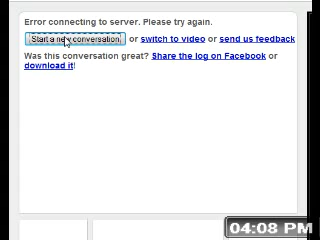 Error connecting to server. Please try again.
Start a new conversation or switch to video or send us feedback
Was this conversation great? Share the log on Facebook or
download it!
04:08 PM